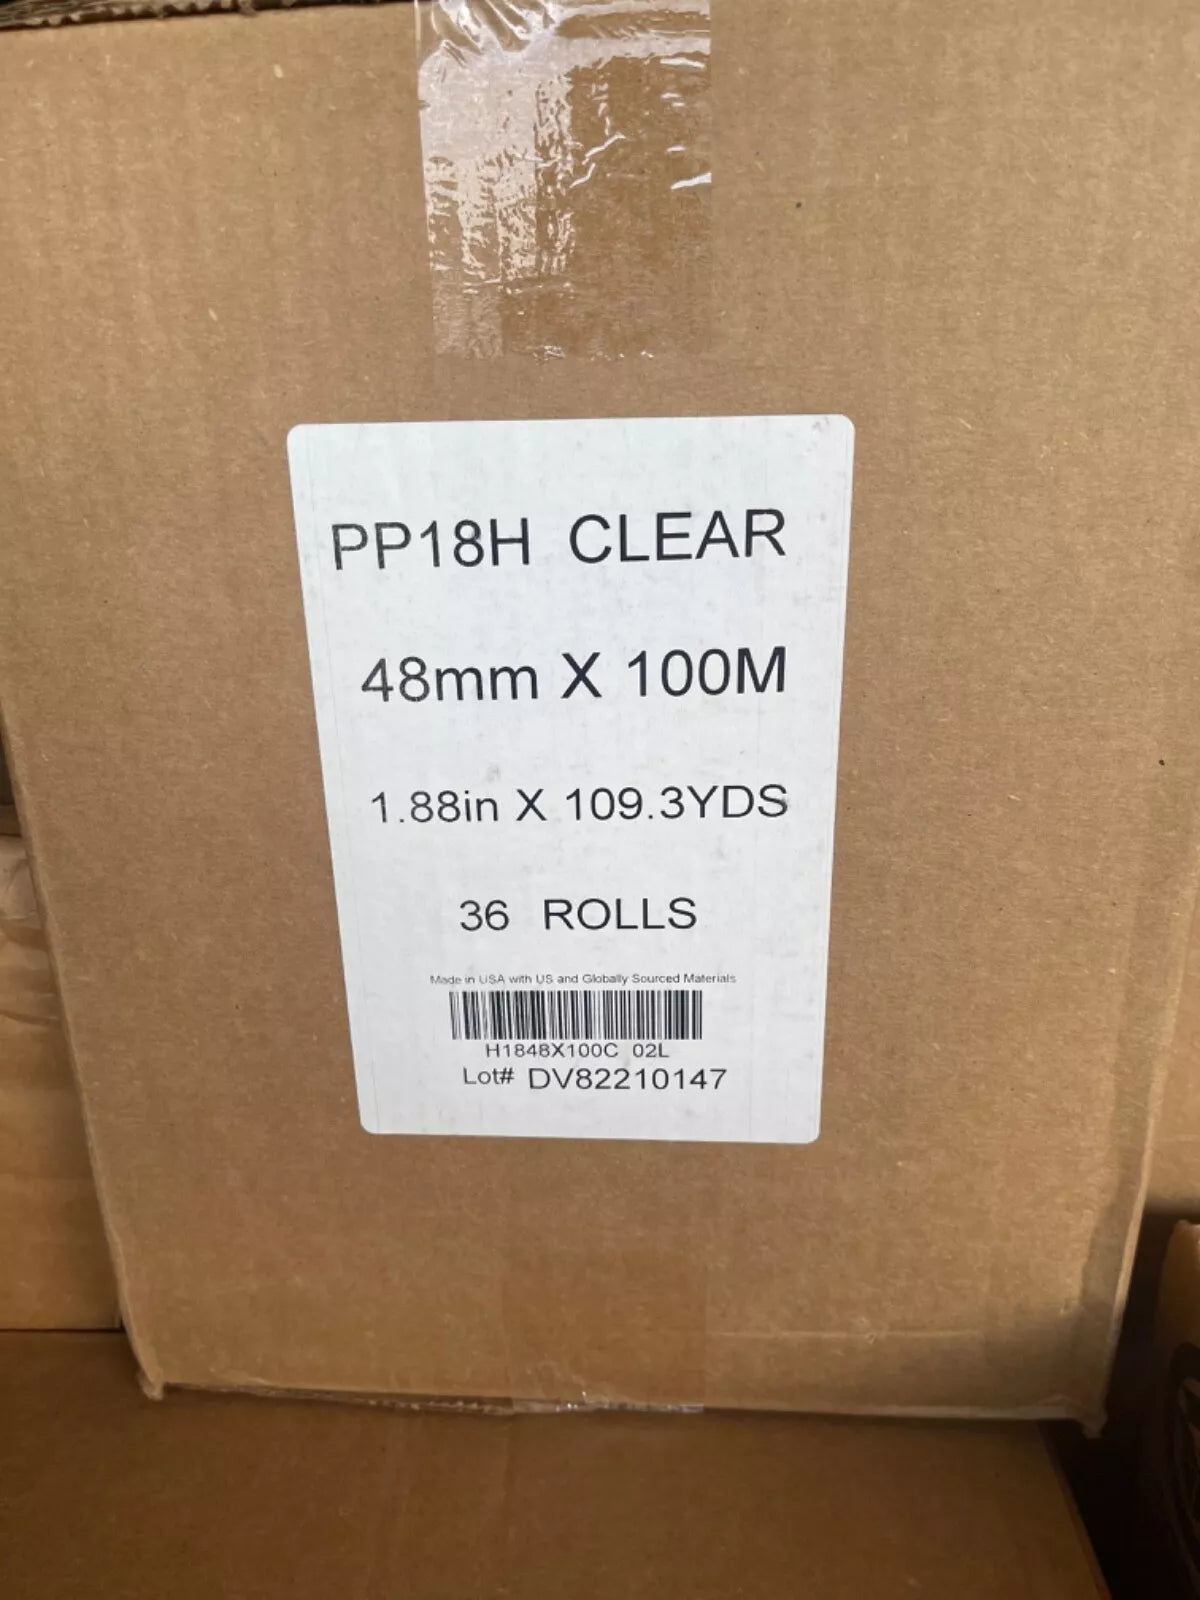 PP18H CLEAR
48mm X 100M
1.88in X 109.3YDS
36 ROLLS
Made in USA with US and Globally Sourced Materials
H1848X100C 02L
Lot# DV82210147